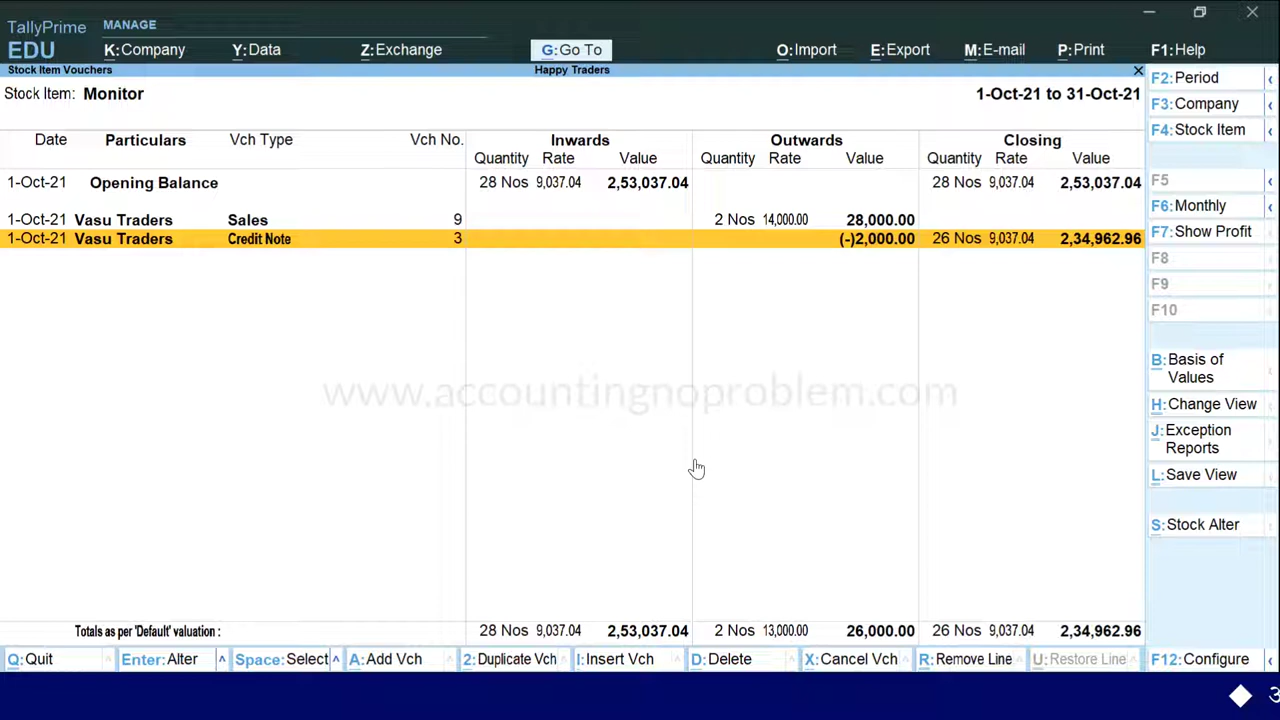 TallyPrime MANAGE
EDU K:Company Y:Data Z:Exchange G:Go To O:Import E:Export M:E-mail P:Print F1:Help
Stock Item Vouchers Happy Traders
Stock Item: Monitor 1-Oct-21 to 31-Oct-21
Date Particulars Vch Type Vch No. Inwards Outwards Closing
Quantity Rate Value Quantity Rate Value Quantity Rate Value
1-Oct-21 Opening Balance 28 Nos 9,037.04 2,53,037.04 28 Nos 9,037.04 2,53,037.04
1-Oct-21 Vasu Traders Sales 9 2 Nos 14,000.00 28,000.00
1-Oct-21 Vasu Traders Credit Note 3 (-)2,000.00 26 Nos 9,037.04 2,34,962.96
www.accountingnoproblem.com
Totals as per 'Default' valuation : 28 Nos 9,037.04 2,53,037.04 2 Nos 13,000.00 26,000.00 26 Nos 9,037.04 2,34,962.96
Q:Quit Enter:Alter Space:Select A:Add Vch 2:Duplicate Vch I:Insert Vch D:Delete X:Cancel Vch R:Remove Line U:Restore Line F12:Configure
F2:Period
F3:Company
F4:Stock Item
F5
F6:Monthly
F7:Show Profit
F8
F9
F10
B:Basis of
Values
H:Change View
J:Exception
Reports
L:Save View
S:Stock Alter